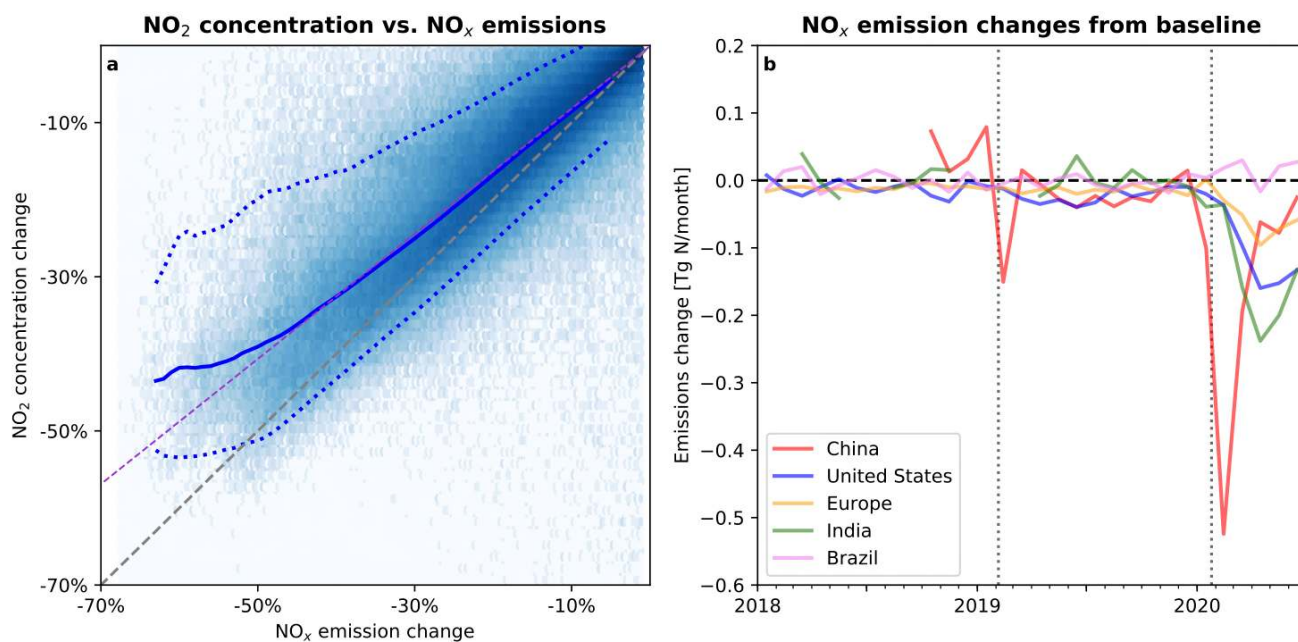 NO₂ concentration vs. NOₓ emissions
a
-10%
-30%
-50%
-70%
NO₂ concentration change
-70%
-50%
-30%
-10%
NOₓ emission change
NOₓ emission changes from baseline
b
0.2
0.1
0.0
−0.1
−0.2
−0.3
−0.4
−0.5
−0.6
Emissions change [Tg N/month]
China
United States
Europe
India
Brazil
2018
2019
2020